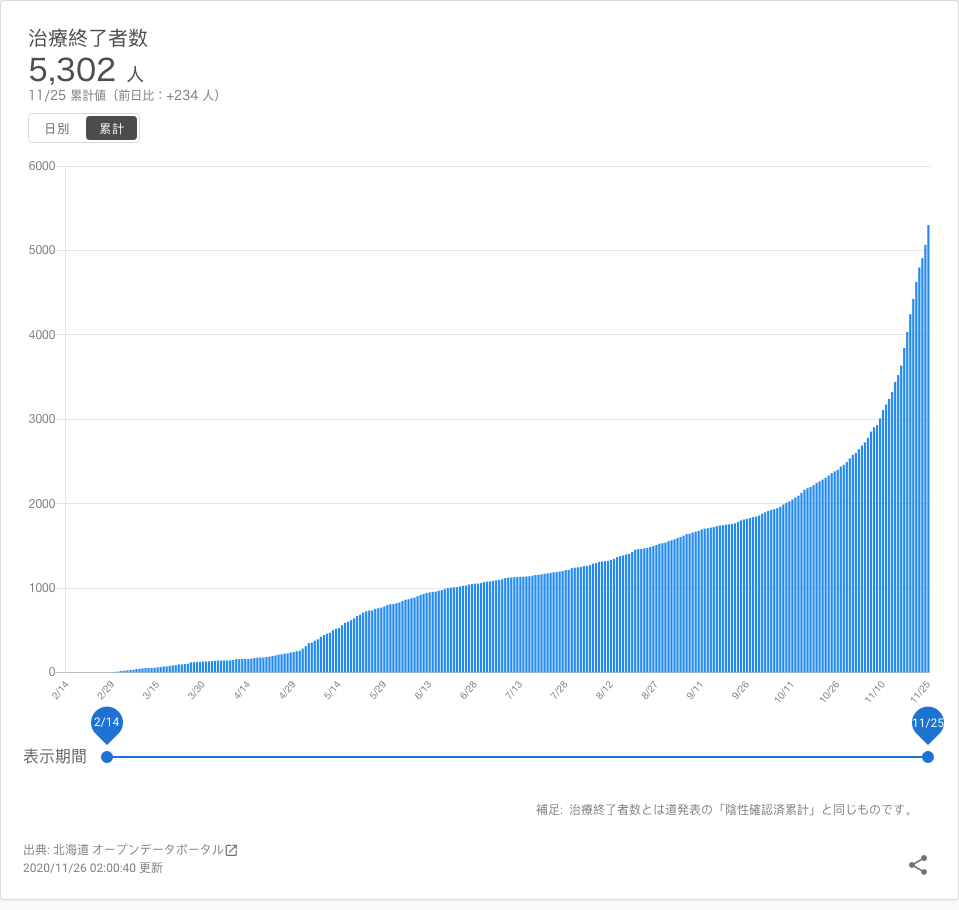 治療終了者数
5,302 人
11/25 累計値（前日比：+234 人）
日別 累計
6000
5000
4000
3000
2000
1000
0
2/14 2/29 3/15 3/30 4/14 4/29 5/14 5/29 6/13 6/28 7/13 7/28 8/12 8/27 9/11 9/26 10/11 10/26 11/10 11/25
2/14 11/25
表示期間
補足: 治療終了者数とは道発表の「陰性確認済累計」と同じものです。
出典: 北海道 オープンデータポータル
2020/11/26 02:00:40 更新